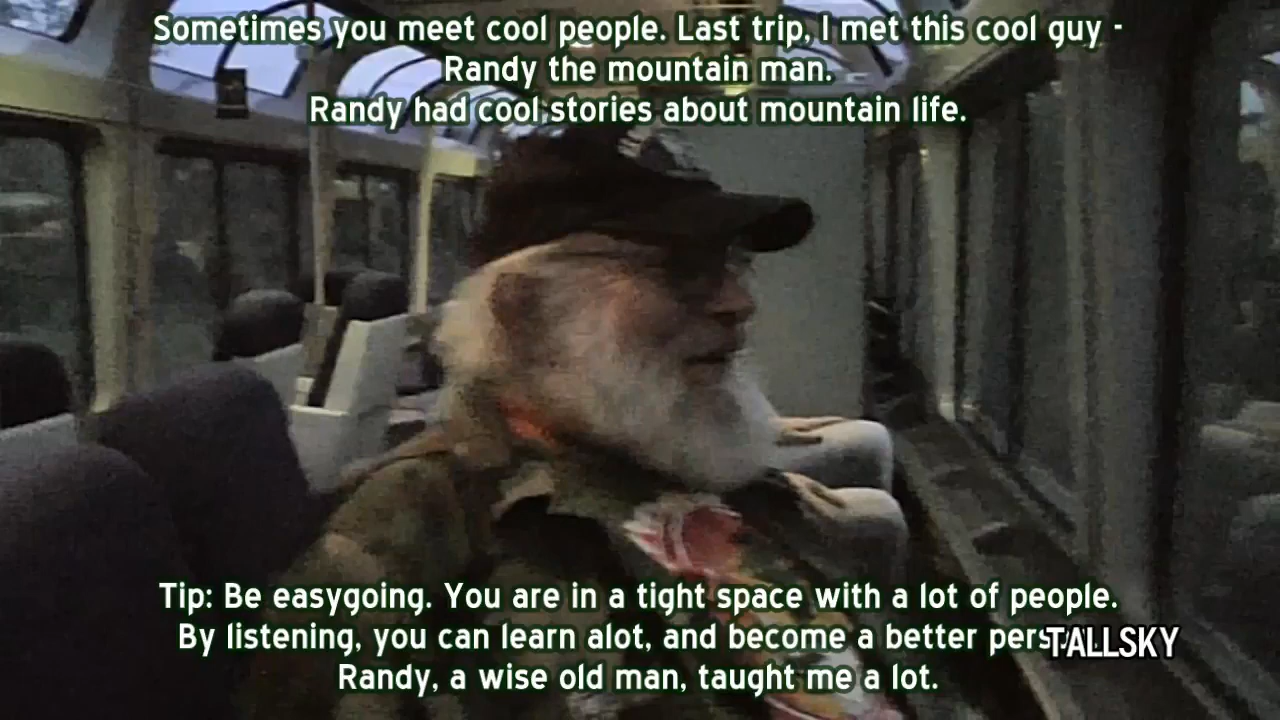 Sometimes you meet cool people. Last trip, I met this cool guy -
Randy the mountain man.
Randy had cool stories about mountain life.
Tip: Be easygoing. You are in a tight space with a lot of people.
By listening, you can learn alot, and become a better
TALLSKY
Randy, a wise old man, taught me a lot.